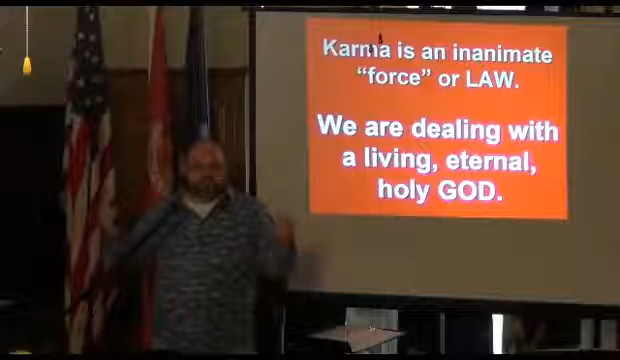 Karma is an inanimate
“force” or LAW.
We are dealing with
a living, eternal,
holy GOD.